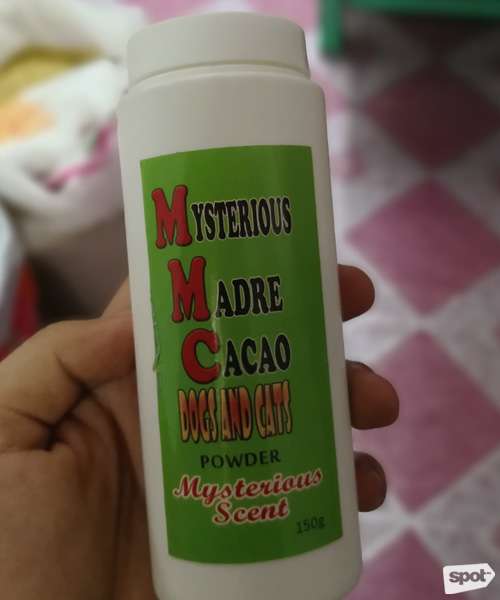 MYSTERIOUS
MADRE
CACAO
DOGS AND CATS
POWDER
Mysterious
Scent
150g
spot